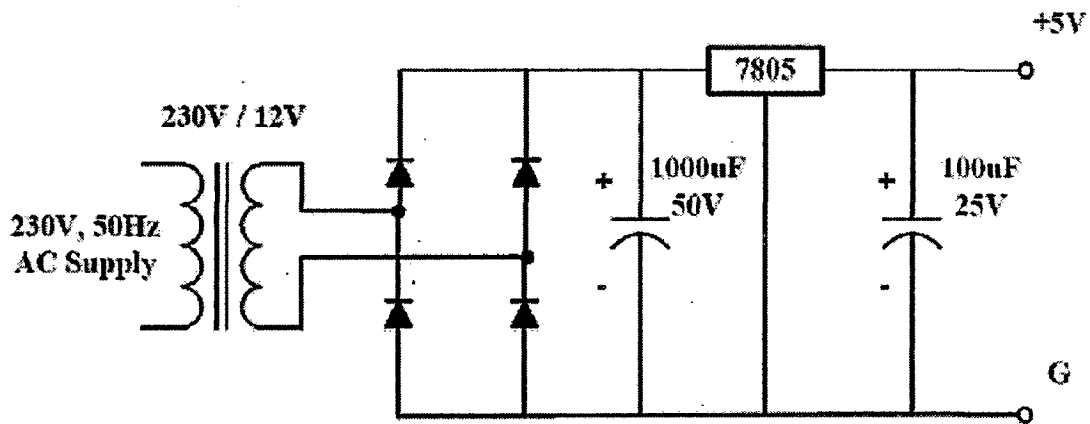 +5V
7805
230V / 12V
1000uF
50V
100uF
25V
230V, 50Hz
AC Supply
+
+
-
-
G